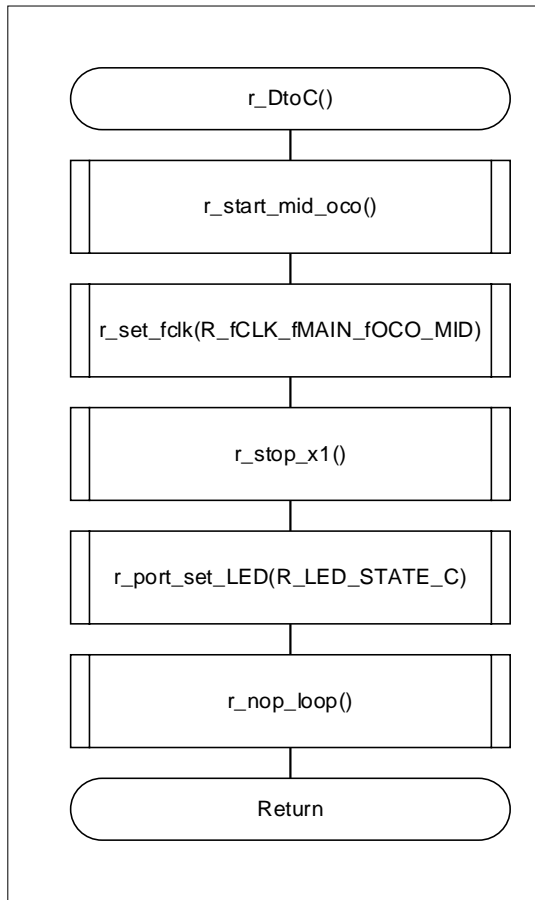 r_DtoC()
r_start_mid_oco()
r_set_fclk(R_fCLK_fMAIN_fOCO_MID)
r_stop_x1()
r_port_set_LED(R_LED_STATE_C)
r_nop_loop()
Return